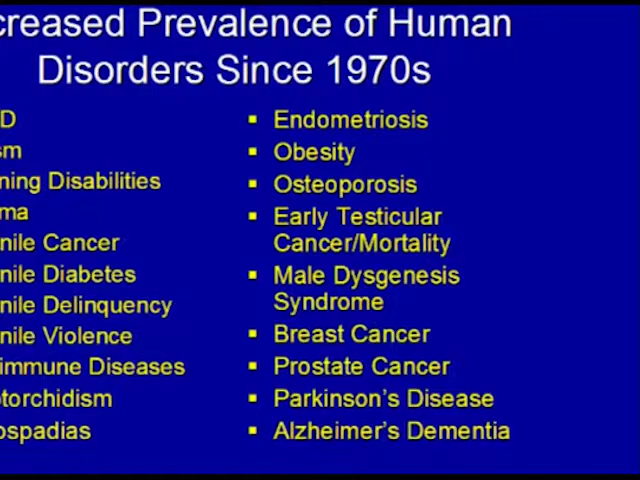 creased Prevalence of Human
Disorders Since 1970s
D
sm
ning Disabilities
ma
nile Cancer
nile Diabetes
nile Delinquency
nile Violence
immune Diseases
torchidism
ospadias
▪ Endometriosis
▪ Obesity
▪ Osteoporosis
▪ Early Testicular
Cancer/Mortality
▪ Male Dysgenesis
Syndrome
▪ Breast Cancer
▪ Prostate Cancer
▪ Parkinson's Disease
▪ Alzheimer's Dementia